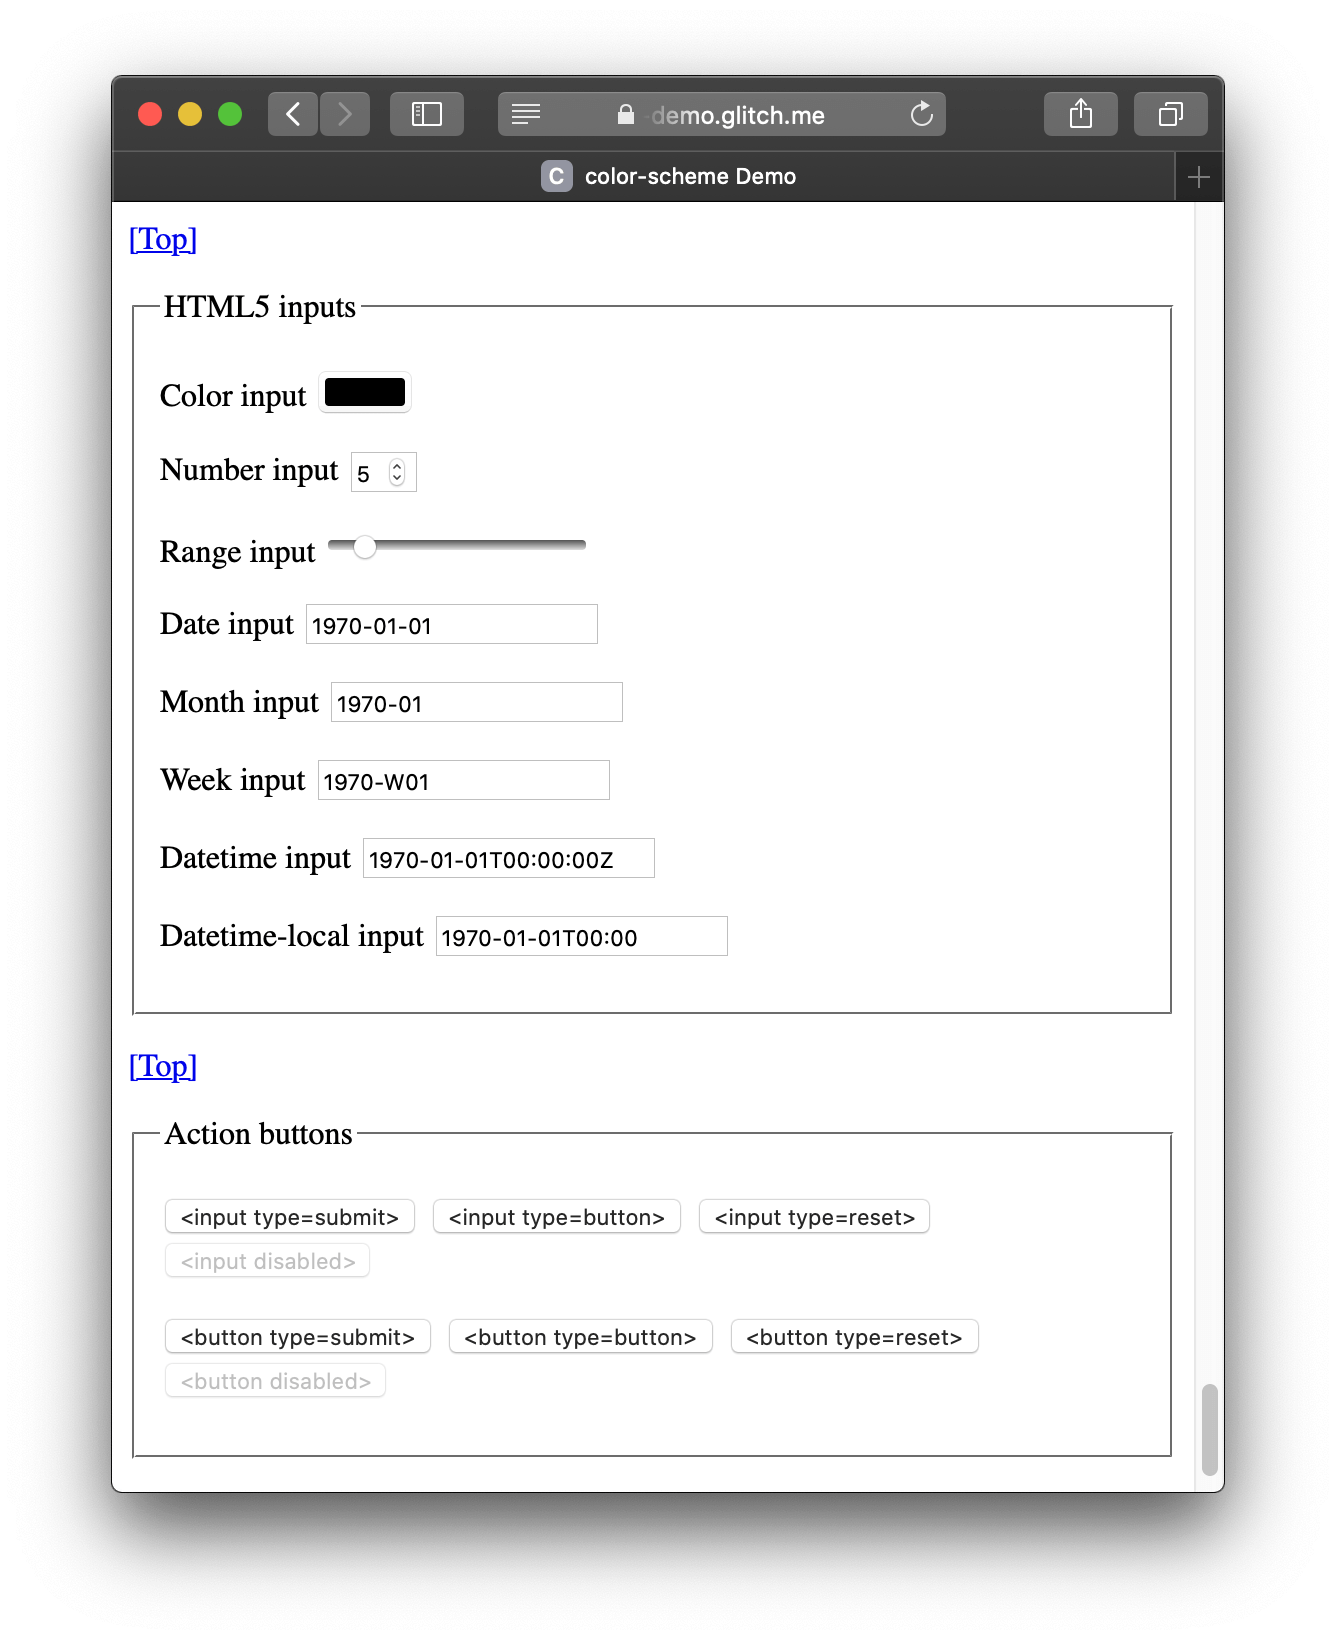 -demo.glitch.me
C color-scheme Demo
[Top]
HTML5 inputs
Color input
Number input 5
Range input
Date input 1970-01-01
Month input 1970-01
Week input 1970-W01
Datetime input 1970-01-01T00:00:00Z
Datetime-local input 1970-01-01T00:00
[Top]
Action buttons
<input type=submit> <input type=button> <input type=reset>
<input disabled>
<button type=submit> <button type=button> <button type=reset>
<button disabled>